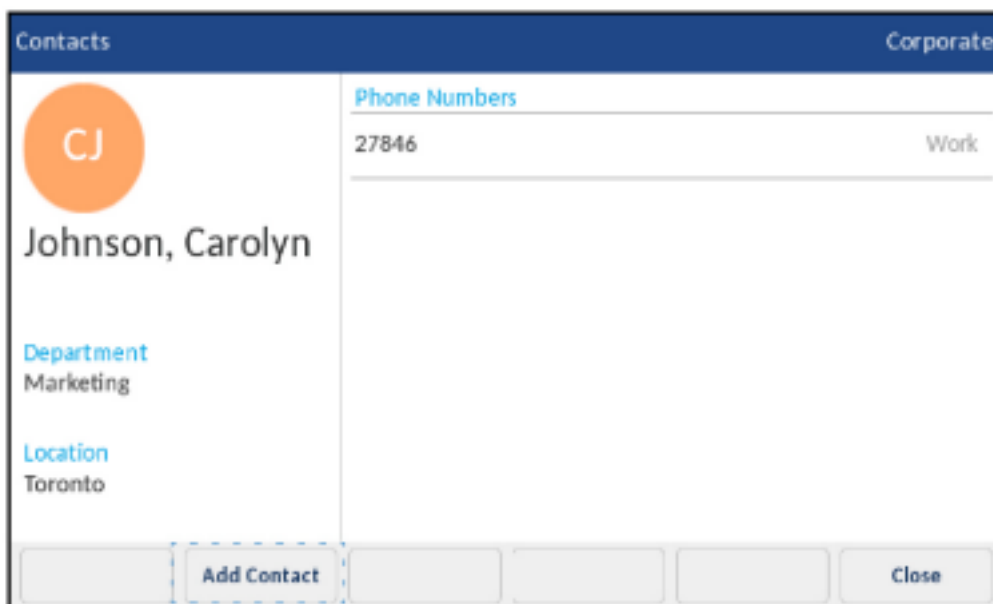 Contacts
Corporate
CJ
Johnson, Carolyn
Department
Marketing
Location
Toronto
Phone Numbers
27846
Work
Add Contact
Close